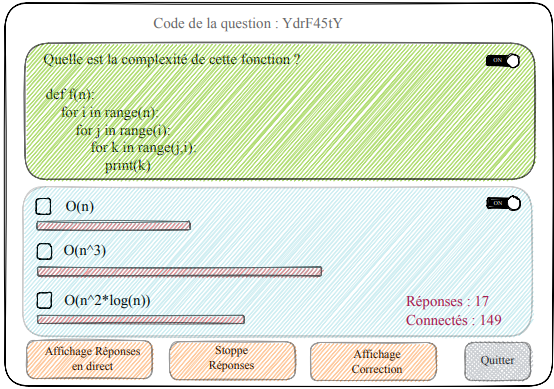 Code de la question : YdrF45tY
Quelle est la complexité de cette fonction ?
ON
def f(n):
for i in range(n):
for j in range(i):
for k in range(j,i):
print(k)
O(n)
ON
O(n^3)
O(n^2*log(n))
Réponses : 17
Connectés : 149
Affichage Réponses
en direct
Stoppe
Réponses
Affichage
Correction
Quitter